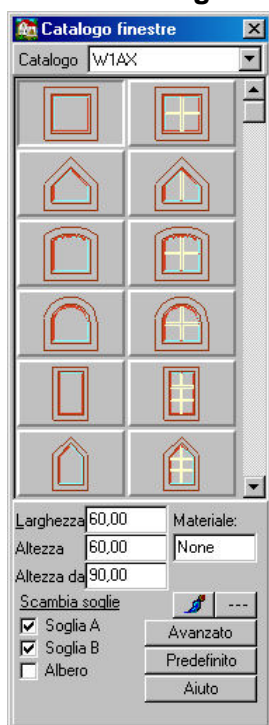 Catalogo finestre
Catalogo W1AX
Larghezza 60,00 Materiale:
Altezza 60,00 None
Altezza da 90,00
Scambia soglie ---
Soglia A Avanzato
Soglia B Predefinito
Albero Aiuto